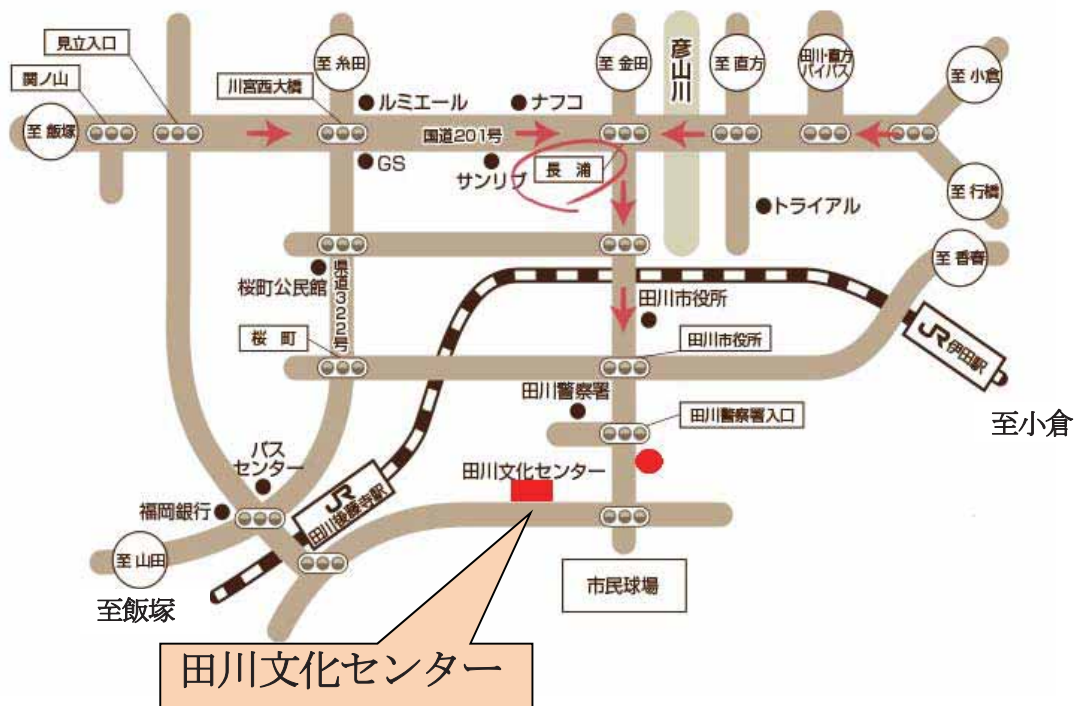 見立入口
関ノ山
至 飯塚
至 糸田
川宮西大橋
ルミエール
ナフコ
国道201号
GS
サンリブ
長 浦
至 金田
彦山川
至 直方
田川・直方
バイパス
至 小倉
至 行橋
トライアル
至 香春
桜町公民館
県道322号
桜 町
田川市役所
田川市役所
JR
伊田駅
至小倉
田川警察署
田川警察署入口
バス
センター
田川文化センター
福岡銀行
JR
田川後藤寺駅
至 山田
至飯塚
市民球場
田川文化センター